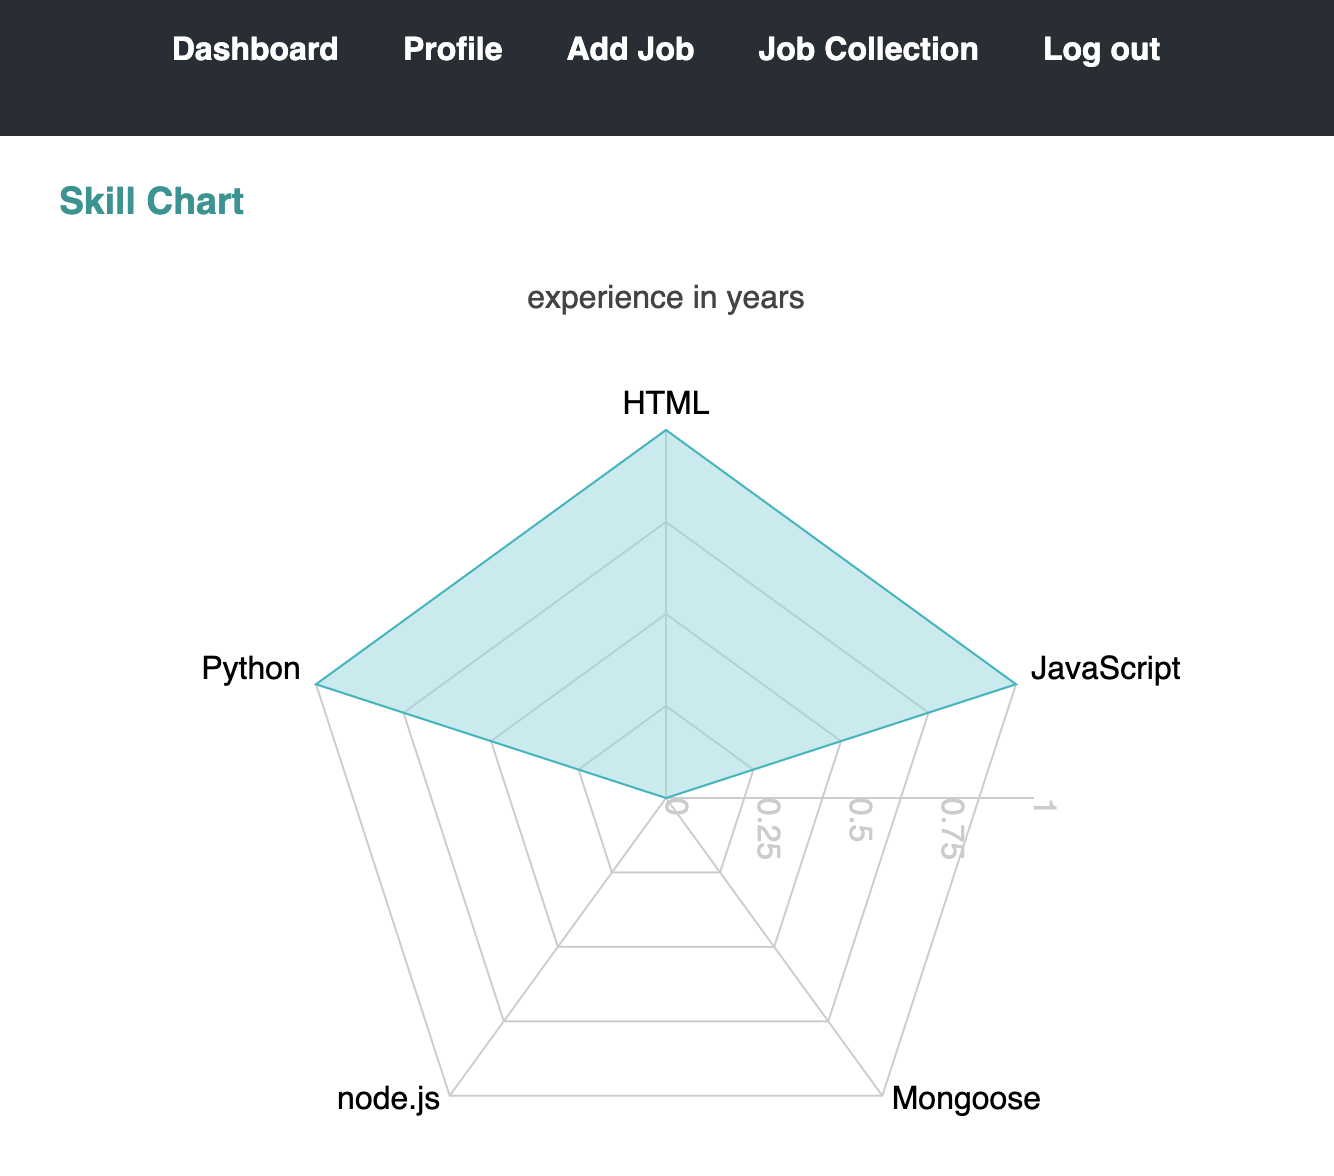 Dashboard Profile Add Job Job Collection Log out
Skill Chart
experience in years
HTML
Python
JavaScript
0 0.25 0.5 0.75 1
node.js
Mongoose